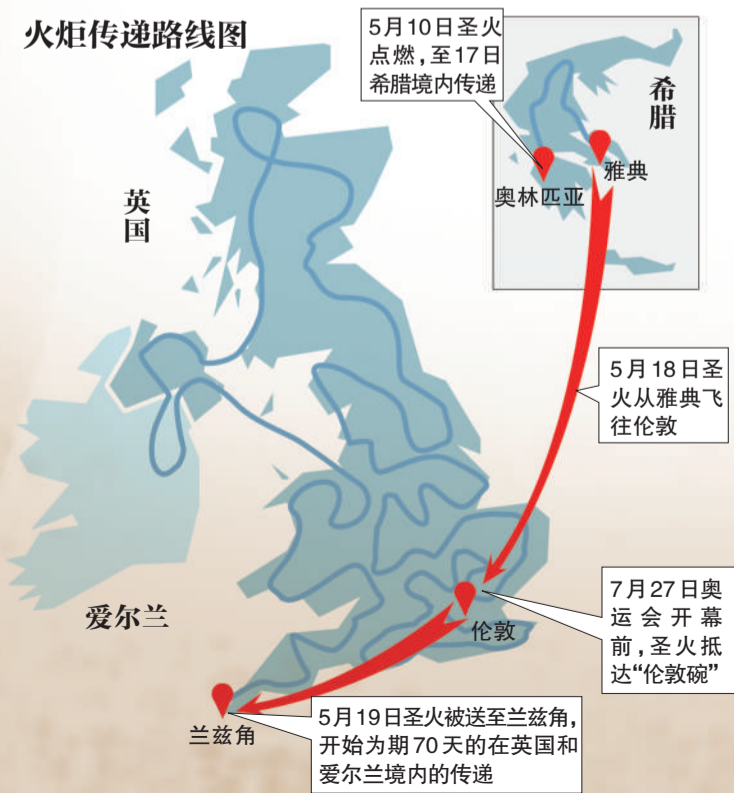 火炬传递路线图
5月10日圣火
点燃，至17日
希腊境内传递
希腊
雅典
奥林匹亚
英国
5月18日圣
火从雅典飞
往伦敦
7月27日奥
运会开幕
前，圣火抵
达“伦敦碗”
爱尔兰
伦敦
兰兹角
5月19日圣火被送至兰兹角，
开始为期70天的在英国和
爱尔兰境内的传递